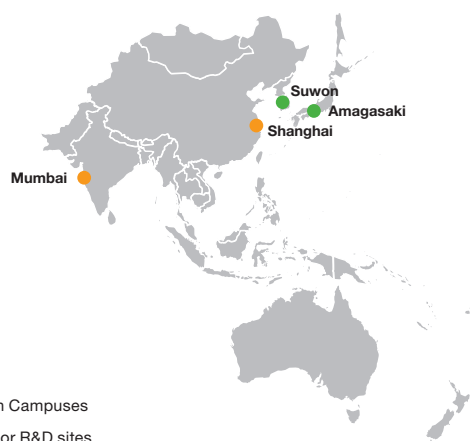 Suwon
Amagasaki
Shanghai
Mumbai
Campuses
or R&D sites